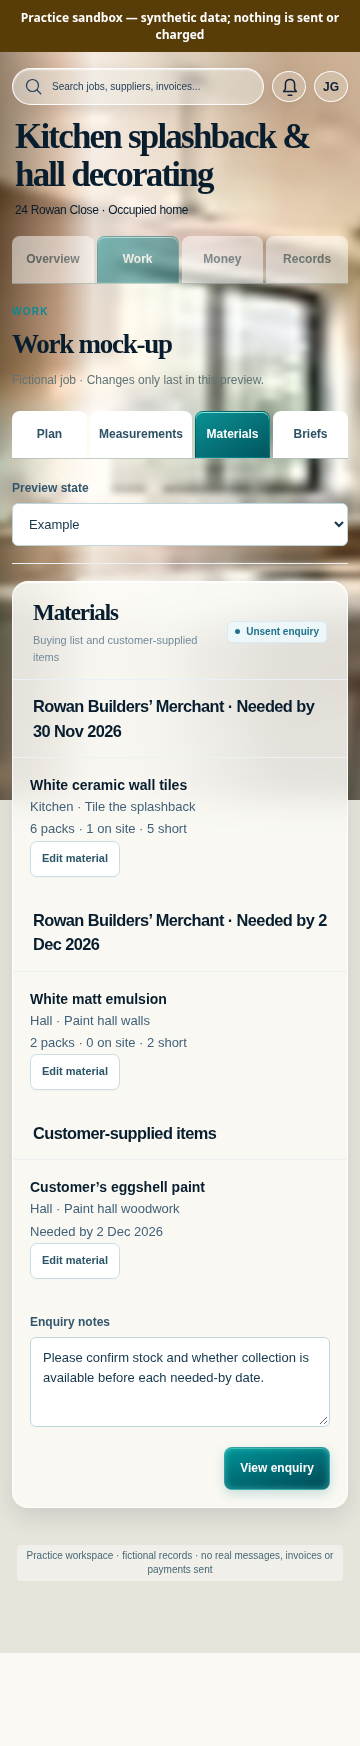 Practice sandbox — synthetic data; nothing is sent or
charged
Search jobs, suppliers, invoices...
JG
Kitchen splashback &
hall decorating
24 Rowan Close · Occupied home
Overview
Work
Money
Records
WORK
Work mock-up
Fictional job · Changes only last in this preview.
Plan
Measurements
Materials
Briefs
Preview state
Example
Materials
Buying list and customer-supplied
items
Unsent enquiry
Rowan Builders’ Merchant · Needed by
30 Nov 2026
White ceramic wall tiles
Kitchen · Tile the splashback
6 packs · 1 on site · 5 short
Edit material
Rowan Builders’ Merchant · Needed by 2
Dec 2026
White matt emulsion
Hall · Paint hall walls
2 packs · 0 on site · 2 short
Edit material
Customer-supplied items
Customer’s eggshell paint
Hall · Paint hall woodwork
Needed by 2 Dec 2026
Edit material
Enquiry notes
Please confirm stock and whether collection is
available before each needed-by date.
View enquiry
Practice workspace · fictional records · no real messages, invoices or
payments sent